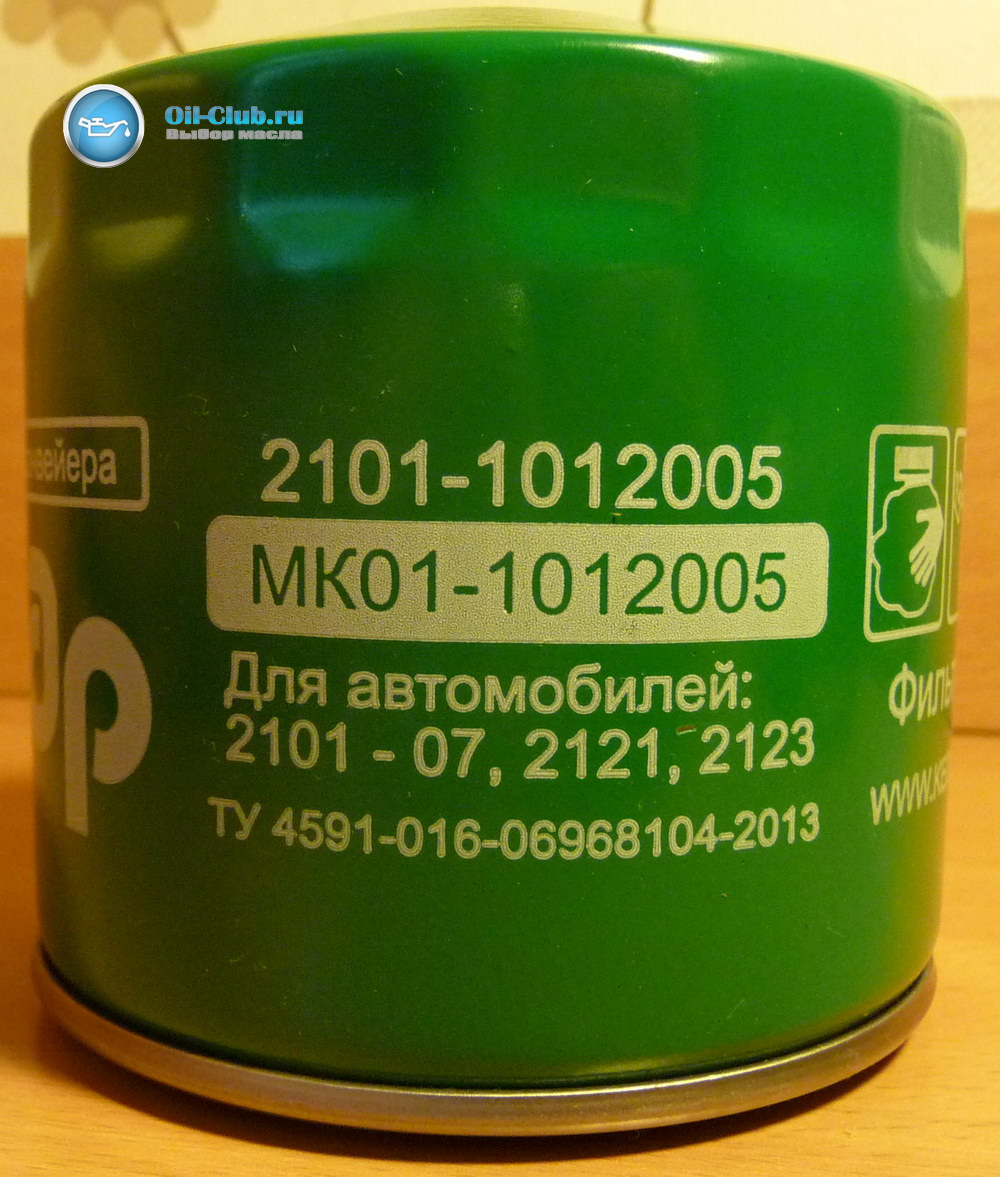 Oil-Club.ru
Выбор масла
2101-1012005
МК01-1012005
Для автомобилей:
2101 - 07, 2121, 2123
ТУ 4591-016-06968104-2013